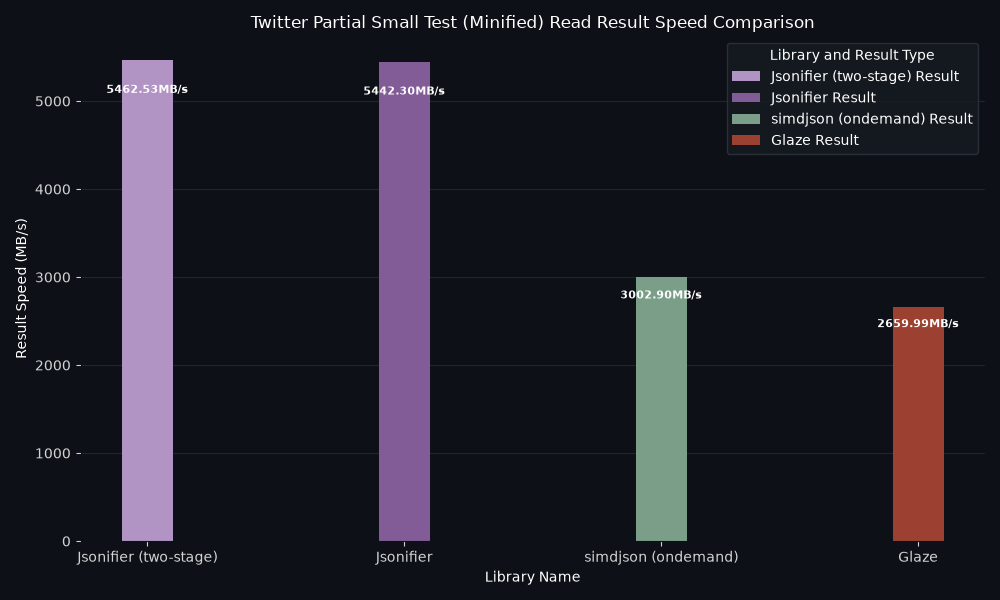 Twitter Partial Small Test (Minified) Read Result Speed Comparison
Library and Result Type
Jsonifier (two-stage) Result
Jsonifier Result
simdjson (ondemand) Result
Glaze Result
5462.53MB/s
5442.30MB/s
3002.90MB/s
2659.99MB/s
Result Speed (MB/s)
5000
4000
3000
2000
1000
0
Jsonifier (two-stage)
Jsonifier
simdjson (ondemand)
Glaze
Library Name